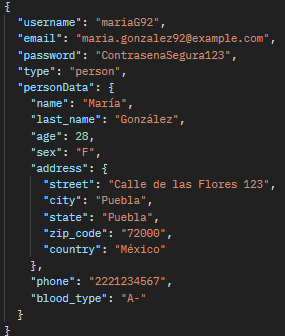 {
"username": "mariaG92",
"email": "maria.gonzalez92@example.com",
"password": "ContrasenaSegura123",
"type": "person",
"personData": {
"name": "María",
"last_name": "González",
"age": 28,
"sex": "F",
"address": {
"street": "Calle de las Flores 123",
"city": "Puebla",
"state": "Puebla",
"zip_code": "72000",
"country": "México"
},
"phone": "2221234567",
"blood_type": "A-"
}
}